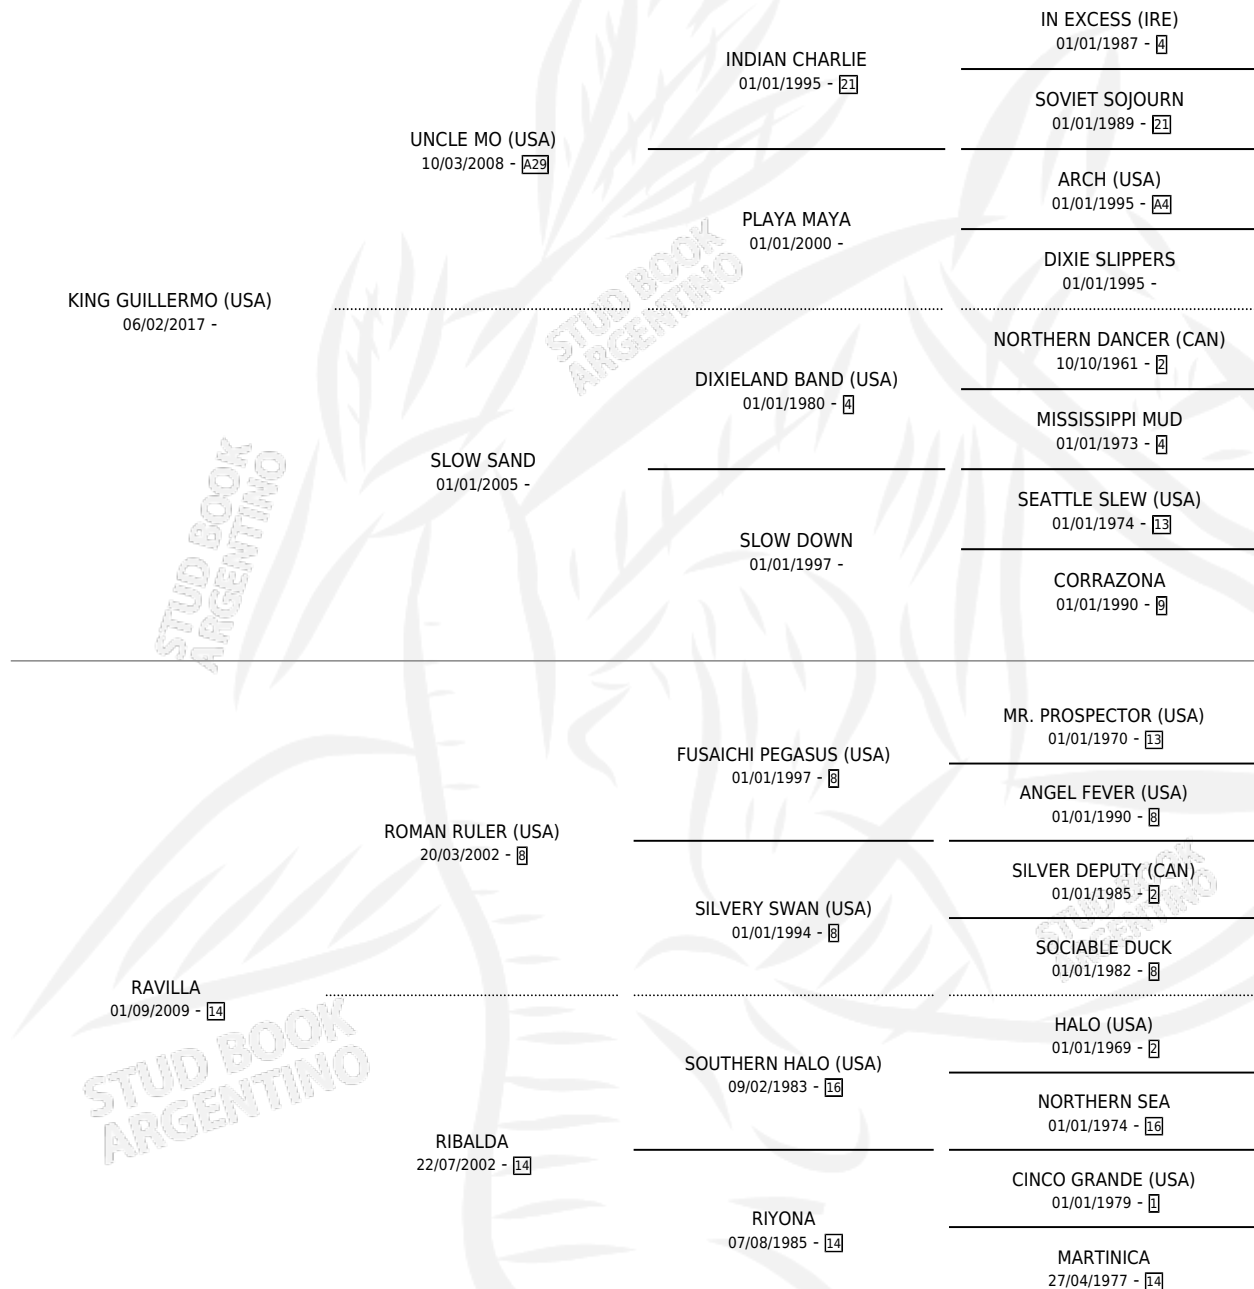 IN EXCESS (IRE)
01/01/1987 - 4
INDIAN CHARLIE
01/01/1995 - 21
SOVIET SOJOURN
01/01/1989 - 21
UNCLE MO (USA)
10/03/2008 - A29
ARCH (USA)
01/01/1995 - A4
PLAYA MAYA
01/01/2000 -
DIXIE SLIPPERS
01/01/1995 -
KING GUILLERMO (USA)
06/02/2017 -
NORTHERN DANCER (CAN)
10/10/1961 - 2
DIXIELAND BAND (USA)
01/01/1980 - 4
MISSISSIPPI MUD
01/01/1973 - 4
SLOW SAND
01/01/2005 -
SEATTLE SLEW (USA)
01/01/1974 - 13
SLOW DOWN
01/01/1997 -
CORRAZONA
01/01/1990 - 9
MR. PROSPECTOR (USA)
01/01/1970 - 13
FUSAICHI PEGASUS (USA)
01/01/1997 - 8
ANGEL FEVER (USA)
01/01/1990 - 8
ROMAN RULER (USA)
20/03/2002 - 8
SILVER DEPUTY (CAN)
01/01/1985 - 2
SILVERY SWAN (USA)
01/01/1994 - 8
SOCIABLE DUCK
01/01/1982 - 8
RAVILLA
01/09/2009 - 14
HALO (USA)
01/01/1969 - 2
SOUTHERN HALO (USA)
09/02/1983 - 16
NORTHERN SEA
01/01/1974 - 16
RIBALDA
22/07/2002 - 14
CINCO GRANDE (USA)
01/01/1979 - 1
RIYONA
07/08/1985 - 14
MARTINICA
27/04/1977 - 14
STUD BOOK
ARGENTINO
STUD BOOK
ARGENTINO
STUD BOOK
ARGENTINO
STUD BOOK
ARGENTINO